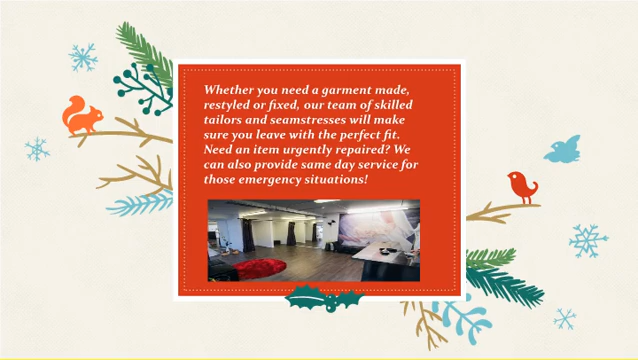 Whether you need a garment made,
restyled or fixed, our team of skilled
tailors and seamstresses will make
sure you leave with the perfect fit.
Need an item urgently repaired? We
can also provide same day service for
those emergency situations!